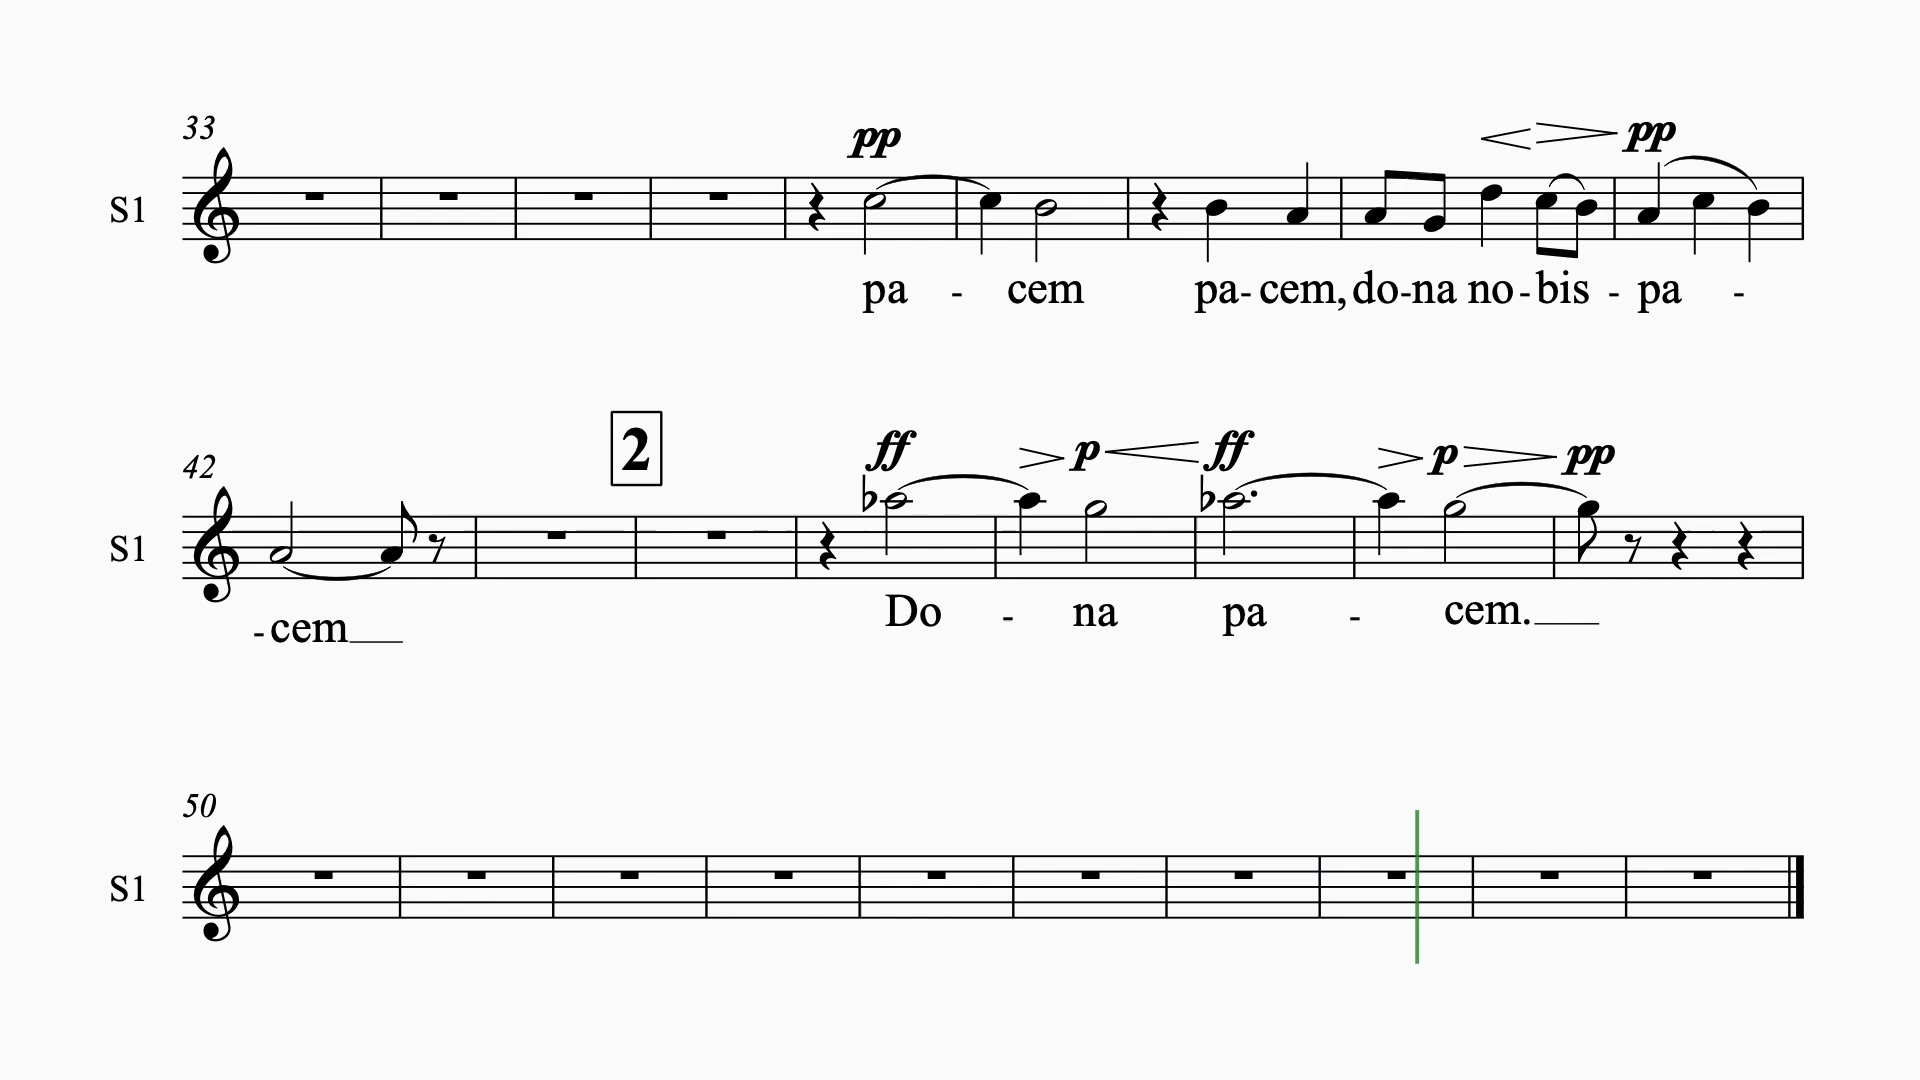 33
pp pp
S1
pa - cem pa - cem, do - na no - bis - pa -
2
42
ff p ff p pp
S1
- cem Do - na pa - cem.
50
S1